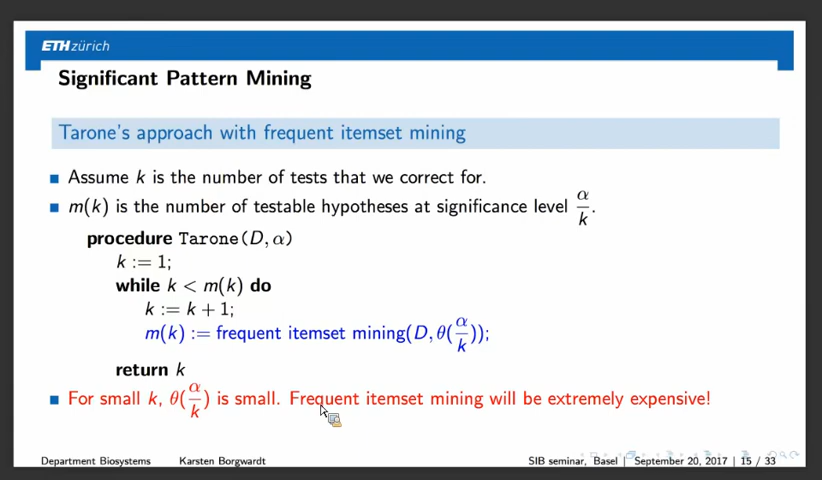 ETH zürich
Significant Pattern Mining
Tarone's approach with frequent itemset mining
Assume k is the number of tests that we correct for.
m(k) is the number of testable hypotheses at significance level α/k.
procedure Tarone(D, α)
k := 1;
while k < m(k) do
k := k + 1;
m(k) := frequent itemset mining(D, θ(α/k));
return k
For small k, θ(α/k) is small. Frequent itemset mining will be extremely expensive!
Department Biosystems Karsten Borgwardt SIB seminar, Basel | September 20, 2017 | 15 / 33